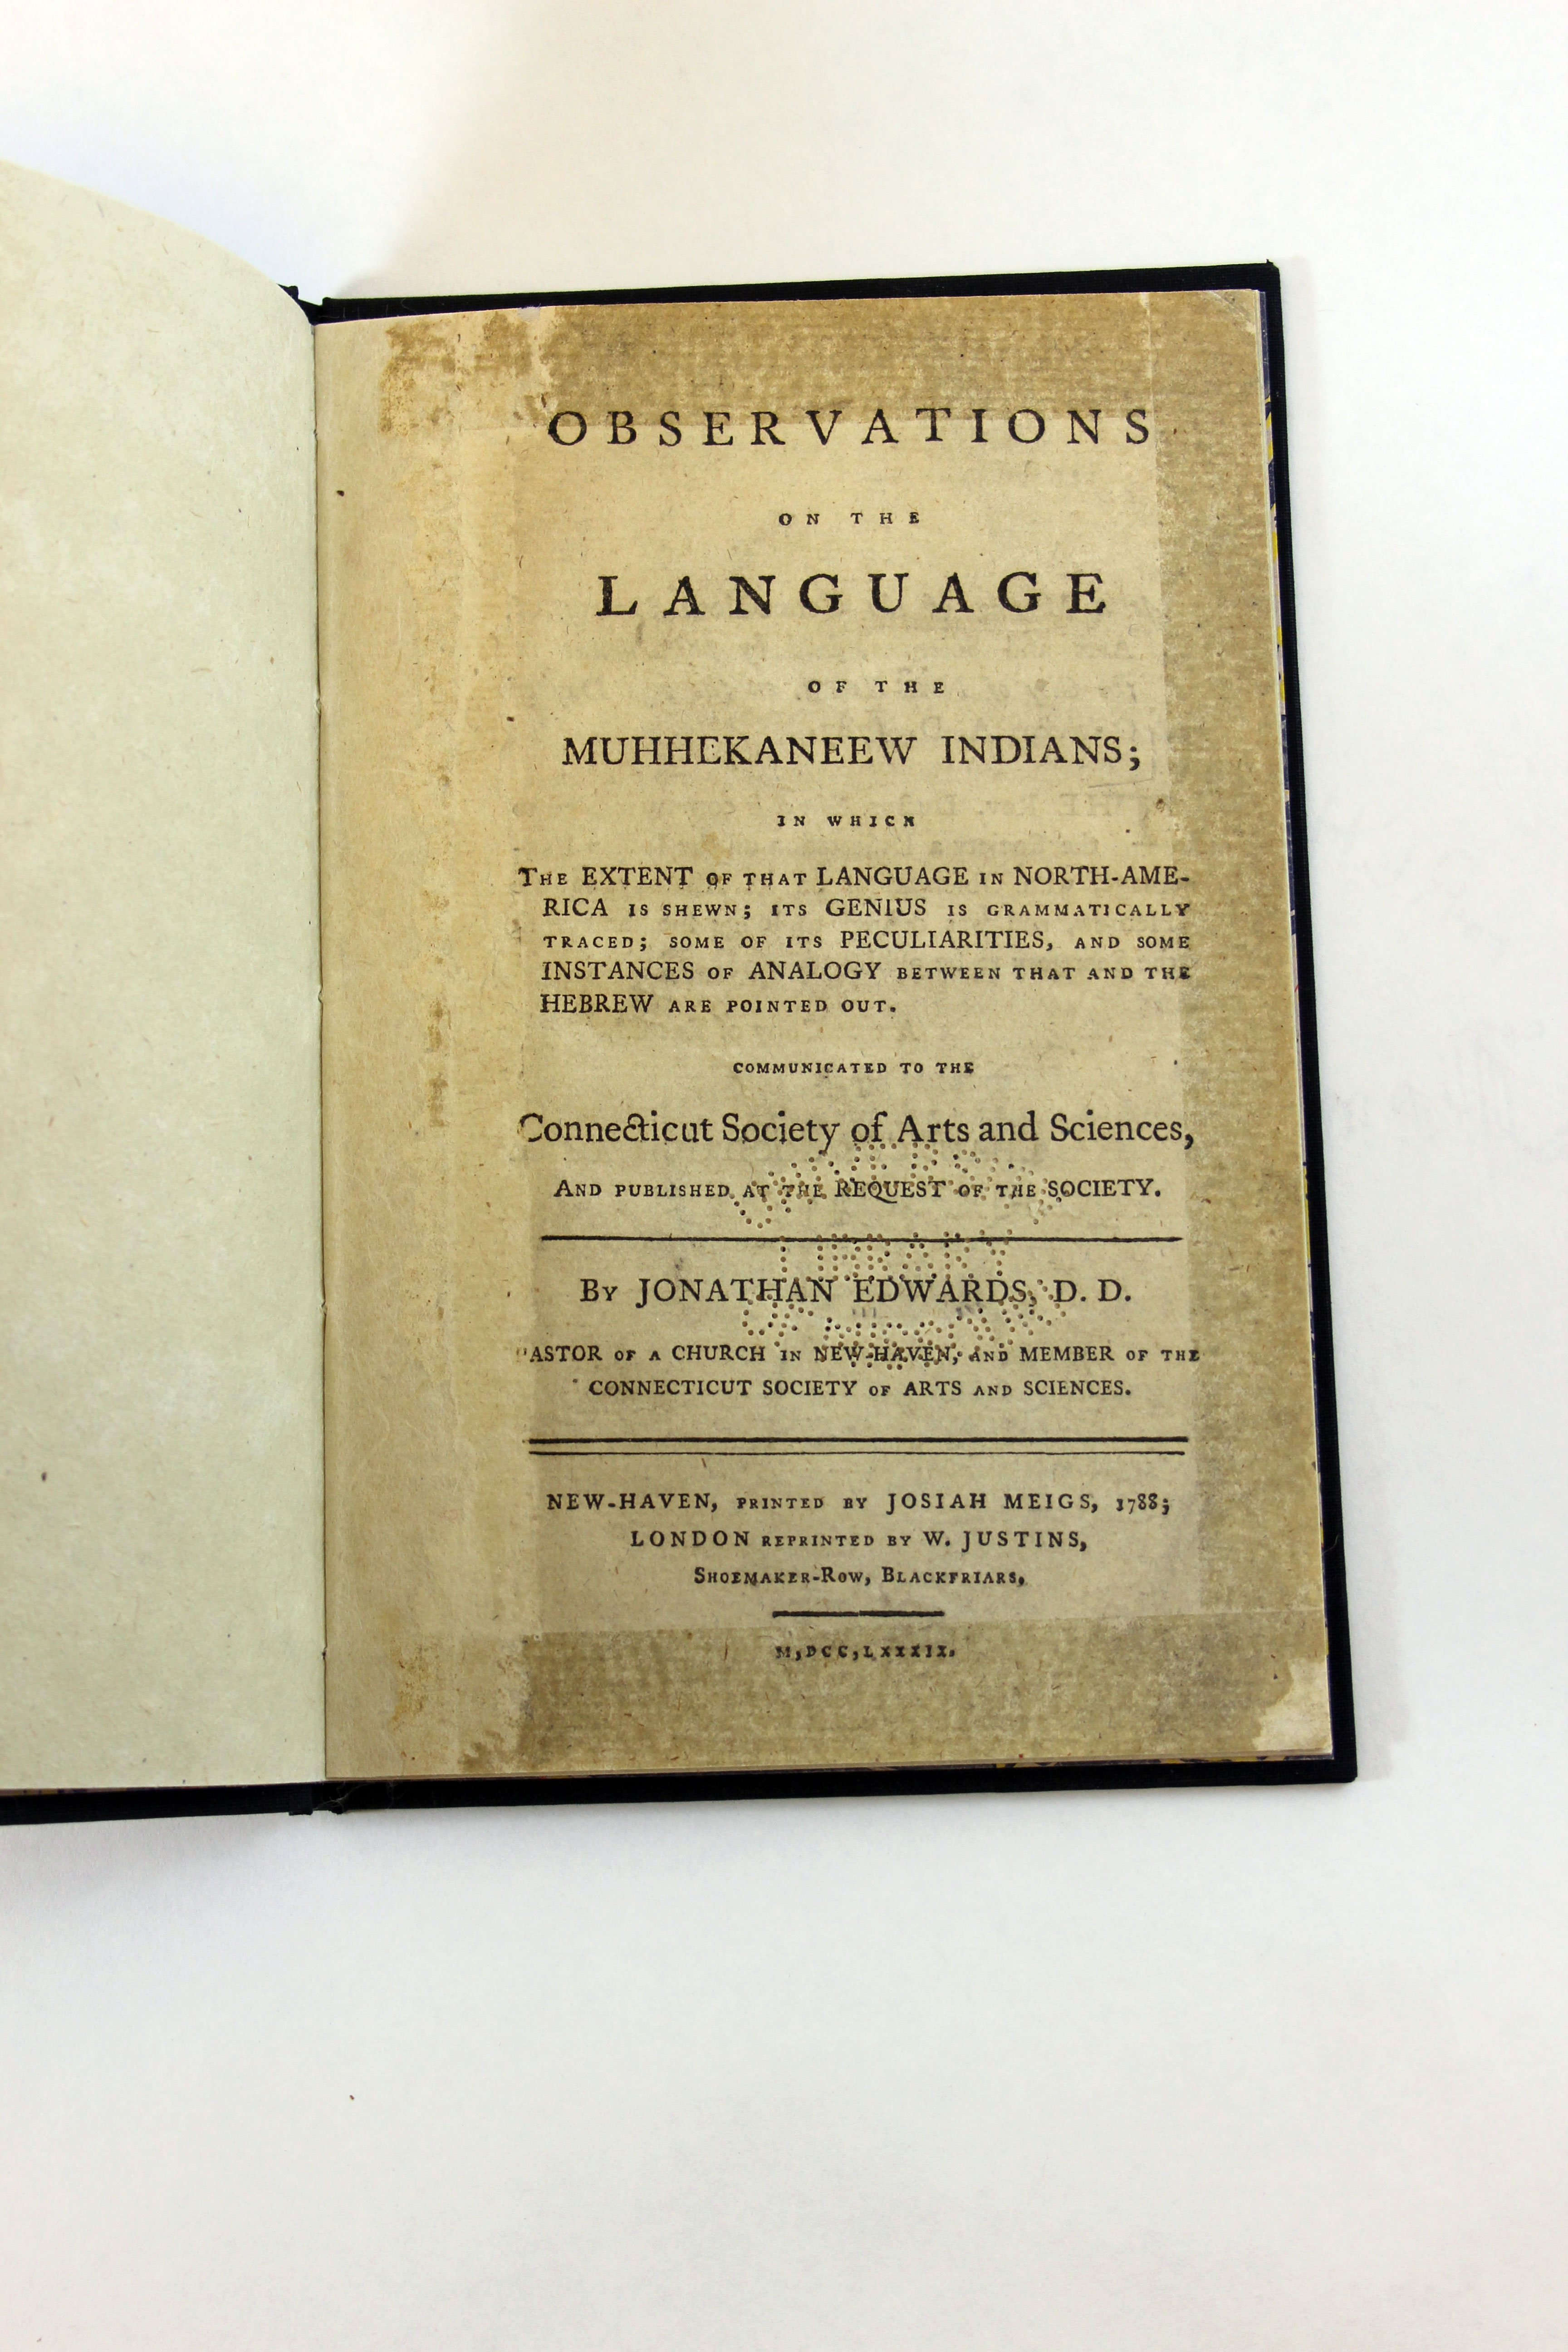 OBSERVATIONS
ON THE
LANGUAGE
OF THE
MUHHEKANEEW INDIANS;
IN WHICH
THE EXTENT OF THAT LANGUAGE IN NORTH-AME-
RICA IS SHEWN; ITS GENIUS IS GRAMMATICALLY
TRACED; SOME OF ITS PECULIARITIES, AND SOME
INSTANCES OF ANALOGY BETWEEN THAT AND THE
HEBREW ARE POINTED OUT.
COMMUNICATED TO THE
Connecticut Society of Arts and Sciences,
AND PUBLISHED AT THE REQUEST OF THE SOCIETY.
BY JONATHAN EDWARDS, D. D.
ASTOR OF A CHURCH IN NEW-HAVEN, AND MEMBER OF THE
CONNECTICUT SOCIETY OF ARTS AND SCIENCES.
NEW-HAVEN, PRINTED BY JOSIAH MEIGS, 1788;
LONDON REPRINTED BY W. JUSTINS,
SHOEMAKER-ROW, BLACKFRIARS,
M,DCC,LXXXIX.